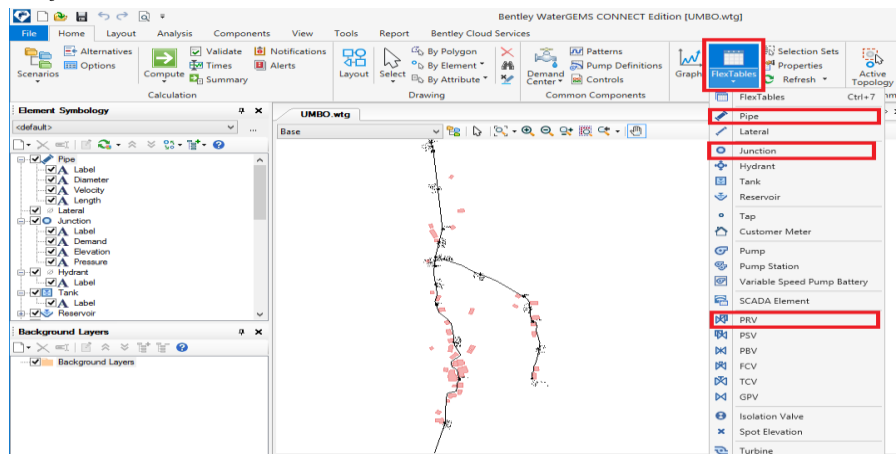 Bentley WaterGEMS CONNECT Edition [UMBO.wtg]
File Home Layout Analysis Components View Tools Report Bentley Cloud Services
Scenarios
Alternatives
Options
Compute
Validate
Times
Summary
Notifications
Alerts
Calculation
Layout
Select
By Polygon
By Element
By Attribute
Drawing
Demand Center
Patterns
Pump Definitions
Controls
Common Components
Graph
FlexTables
Selection Sets
Properties
Refresh
Active Topology
Element Symbology
<default>
Pipe
Label
Diameter
Velocity
Length
Lateral
Junction
Label
Demand
Elevation
Pressure
Hydrant
Label
Tank
Label
Reservoir
Background Layers
Background Layers
UMBO.wtg
Base
FlexTables Ctrl+7
Pipe
Lateral
Junction
Hydrant
Tank
Reservoir
Tap
Customer Meter
Pump
Pump Station
Variable Speed Pump Battery
SCADA Element
PRV
PSV
PBV
FCV
TCV
GPV
Isolation Valve
Spot Elevation
Turbine